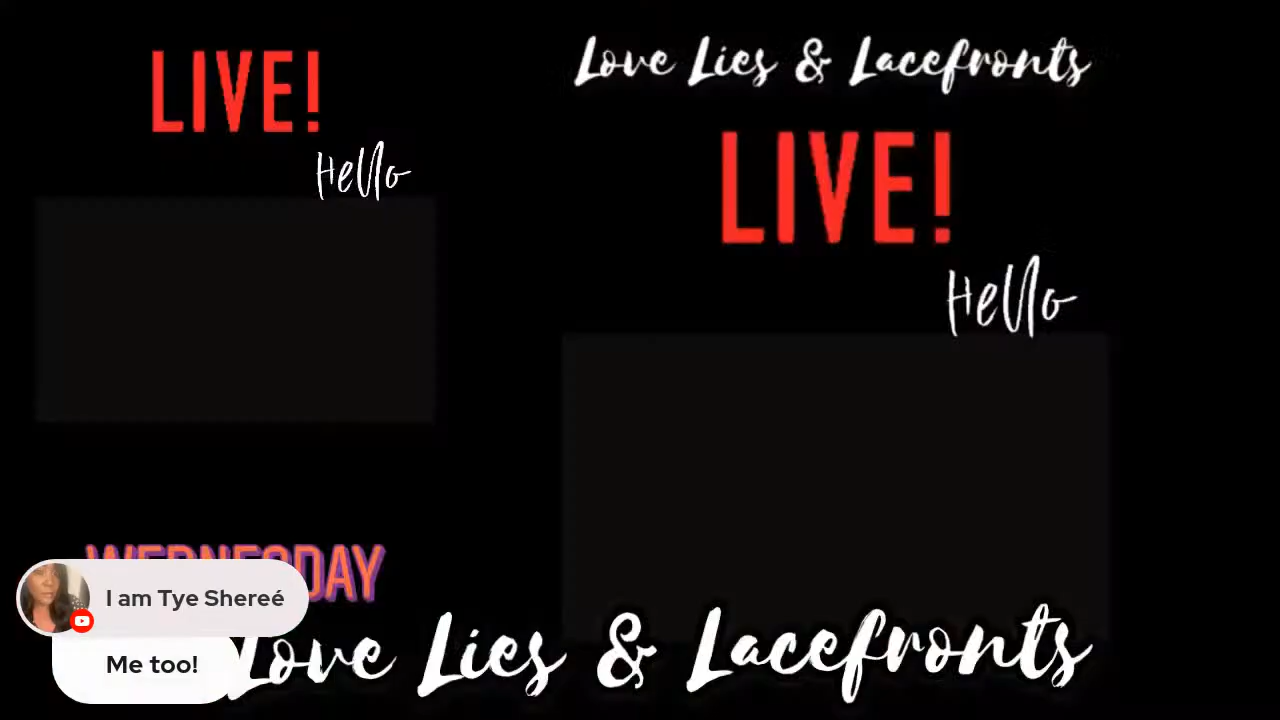 LIVE!
Hello
Love Lies & Lacefronts
LIVE!
Hello
WEDNESDAY
I am Tye Shereé
Me too!
Love Lies & Lacefronts